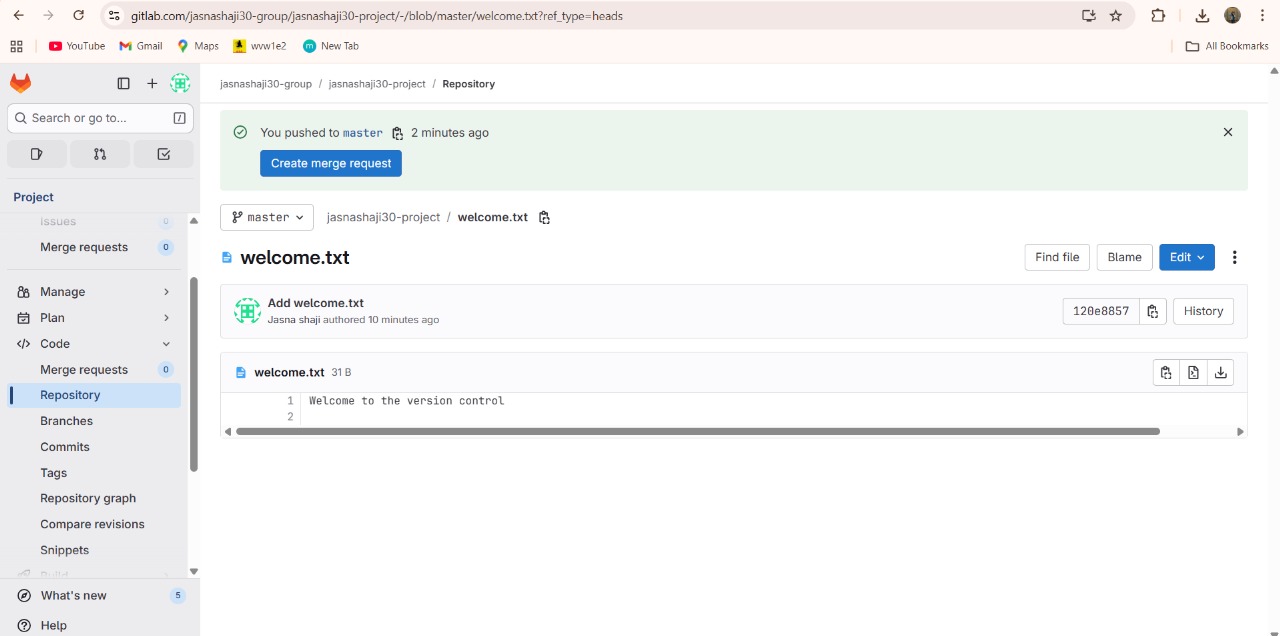 gitlab.com/jasnashaji30-group/jasnashaji30-project/-/blob/master/welcome.txt?ref_type=heads
YouTube
Gmail
Maps
wvw1e2
New Tab
All Bookmarks
Search or go to...
Project
Issues 0
Merge requests 0
Manage
Plan
Code
Merge requests 0
Repository
Branches
Commits
Tags
Repository graph
Compare revisions
Snippets
Build
What's new 5
Help
jasnashaji30-group / jasnashaji30-project / Repository
You pushed to master 2 minutes ago
Create merge request
master
jasnashaji30-project / welcome.txt
welcome.txt
Find file
Blame
Edit
Add welcome.txt
Jasna shaji authored 10 minutes ago
120e8857
History
welcome.txt 31 B
1 Welcome to the version control
2